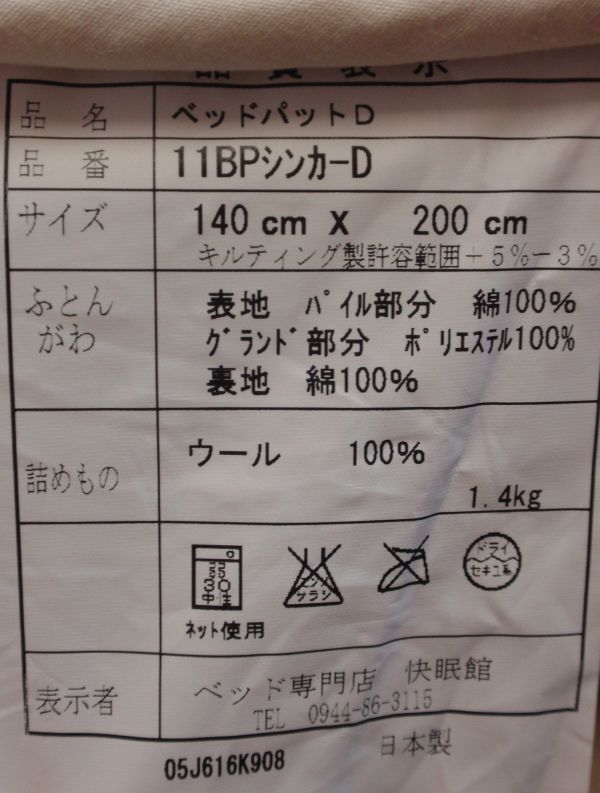 品質表示
品名 ベッドパットD
品番 11BPシンカーD
サイズ 140 cm x 200 cm
キルティング製許容範囲+5%-3%
ふとんがわ 表地 パイル部分 綿100%
グランド部分 ポリエステル100%
裏地 綿100%
詰めもの ウール 100%
1.4kg
弱
30
中性
エンソ
サラシ
ドライ
セキユ系
ネット使用
表示者 ベッド専門店 快眠館
TEL 0944-86-3115
日本製
05J616K908